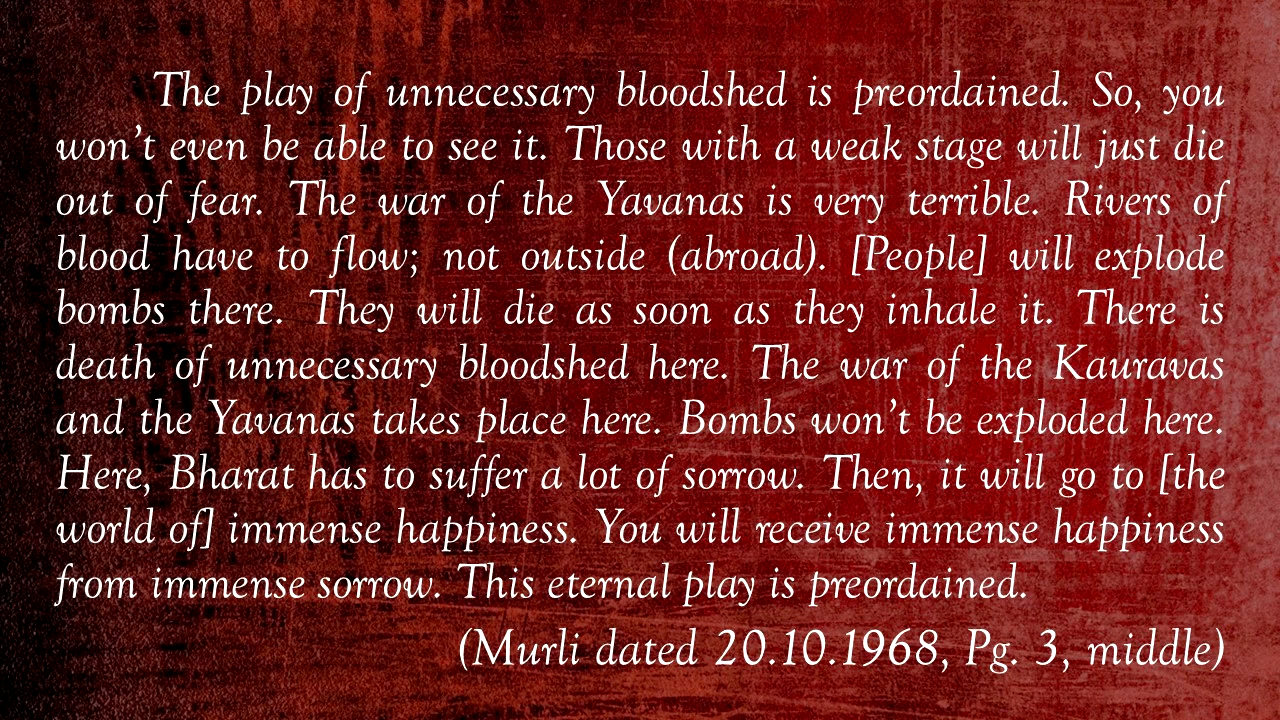 The play of unnecessary bloodshed is preordained. So, you
won't even be able to see it. Those with a weak stage will just die
out of fear. The war of the Yavanas is very terrible. Rivers of
blood have to flow; not outside (abroad). [People] will explode
bombs there. They will die as soon as they inhale it. There is
death of unnecessary bloodshed here. The war of the Kauravas
and the Yavanas takes place here. Bombs won't be exploded here.
Here, Bharat has to suffer a lot of sorrow. Then, it will go to [the
world of] immense happiness. You will receive immense happiness
from immense sorrow. This eternal play is preordained.
(Murli dated 20.10.1968, Pg. 3, middle)